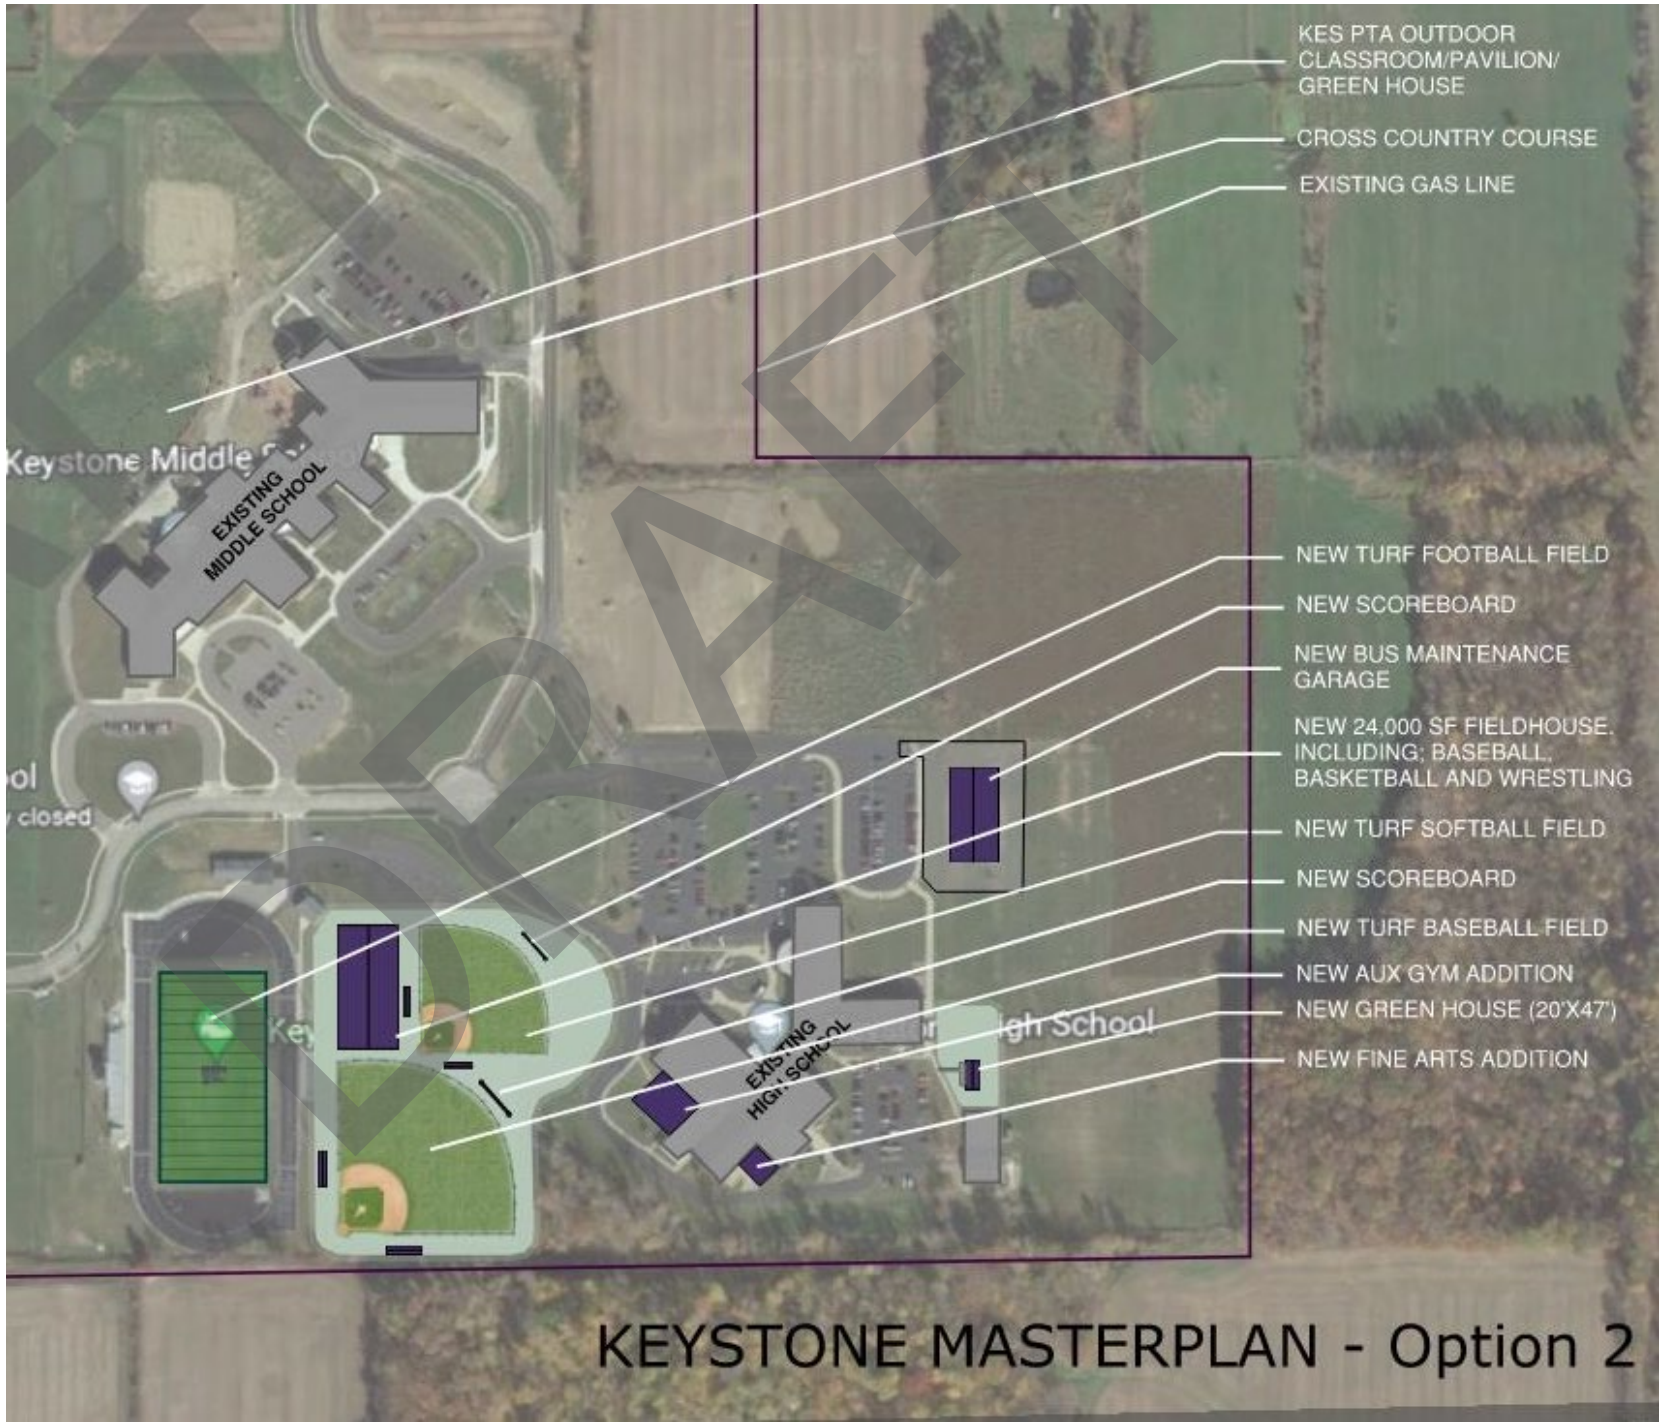 KES PTA OUTDOOR
CLASSROOM/PAVILION/
GREEN HOUSE
CROSS COUNTRY COURSE
EXISTING GAS LINE
Keystone Middle
EXISTING
MIDDLE SCHOOL
NEW TURF FOOTBALL FIELD
NEW SCOREBOARD
NEW BUS MAINTENANCE
GARAGE
NEW 24,000 SF FIELDHOUSE.
INCLUDING; BASEBALL,
BASKETBALL AND WRESTLING
ol
closed
NEW TURF SOFTBALL FIELD
NEW SCOREBOARD
NEW TURF BASEBALL FIELD
NEW AUX GYM ADDITION
NEW GREEN HOUSE (20'X47')
NEW FINE ARTS ADDITION
Key
igh School
EXISTING
HIGH SCHOOL
DRAFT
KEYSTONE MASTERPLAN - Option 2